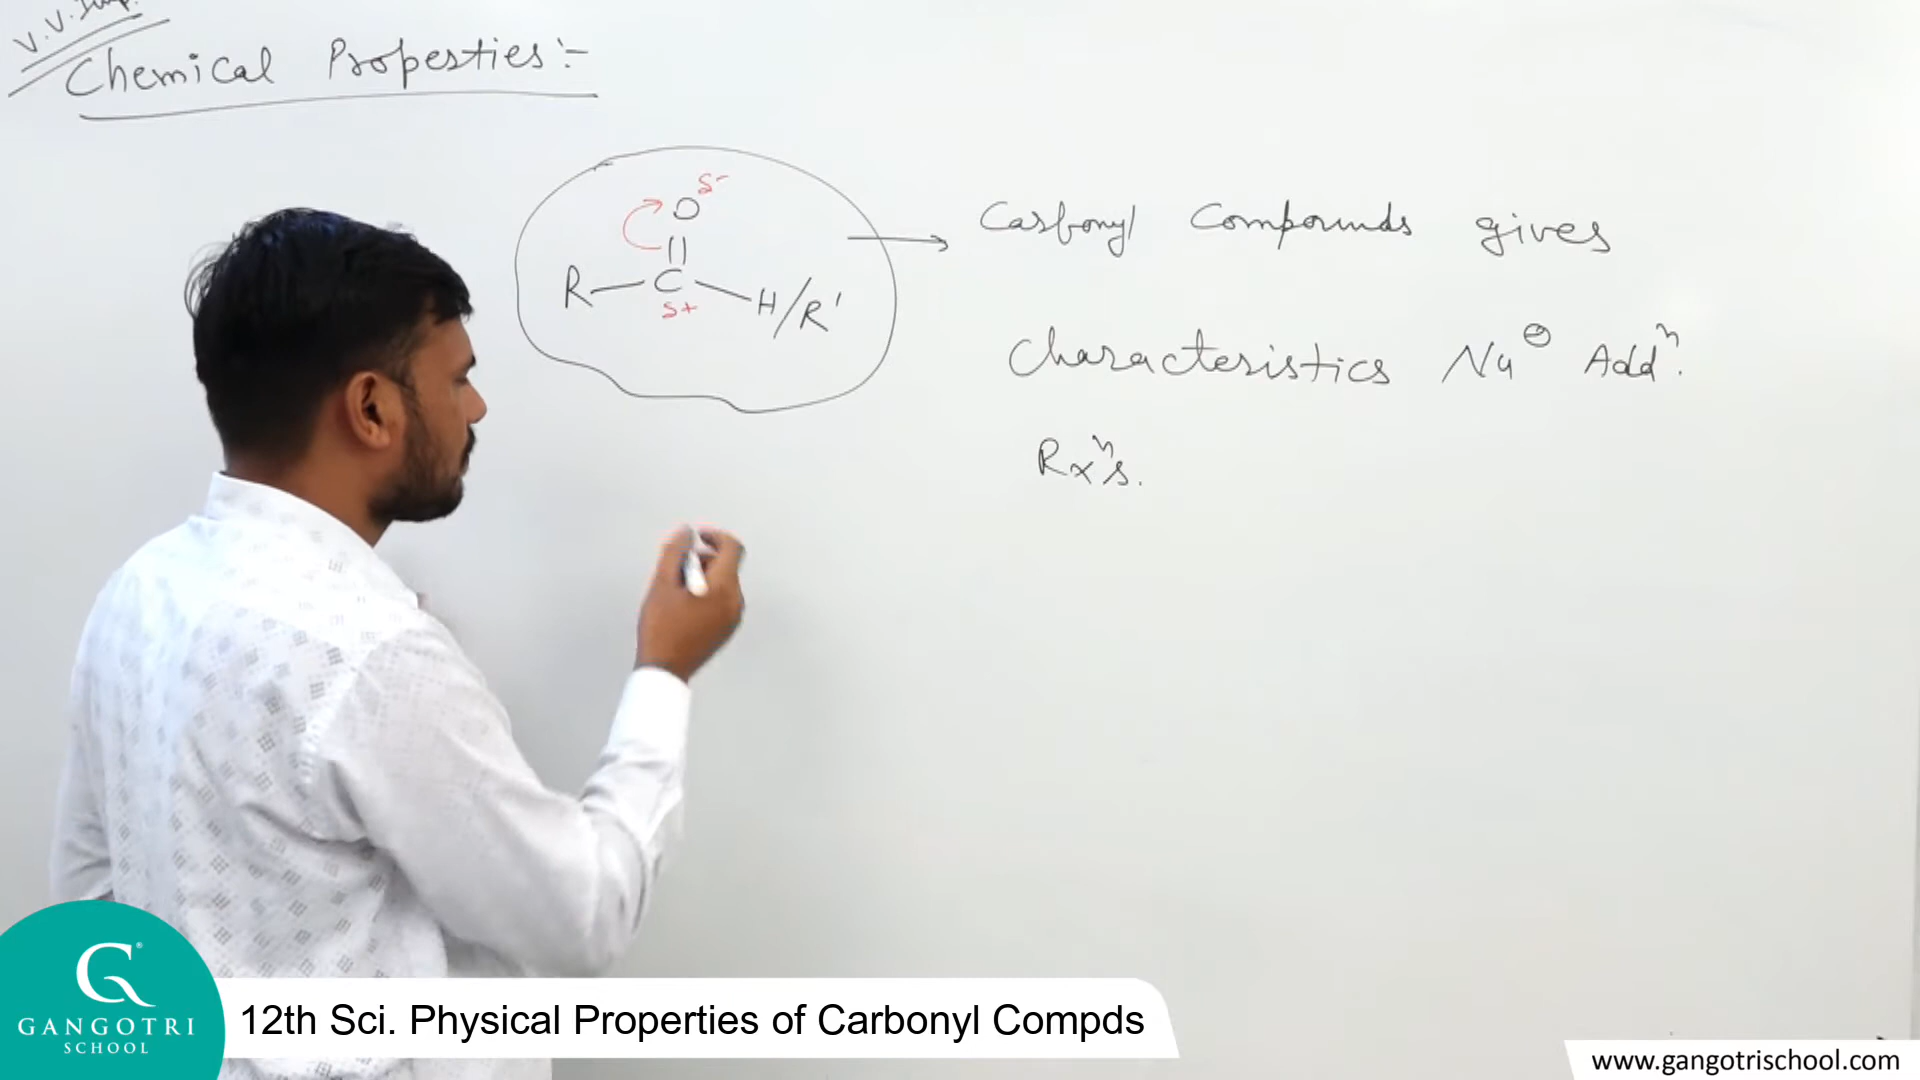 V.V.Imp.
Chemical Properties :-
δ-
O
||
R-C-H/R'
δ+
Carbonyl Compounds gives
Characteristics Nu⊖ Addⁿ.
Rxⁿs.
G®
GANGOTRI
SCHOOL
12th Sci. Physical Properties of Carbonyl Compds
www.gangotrischool.com